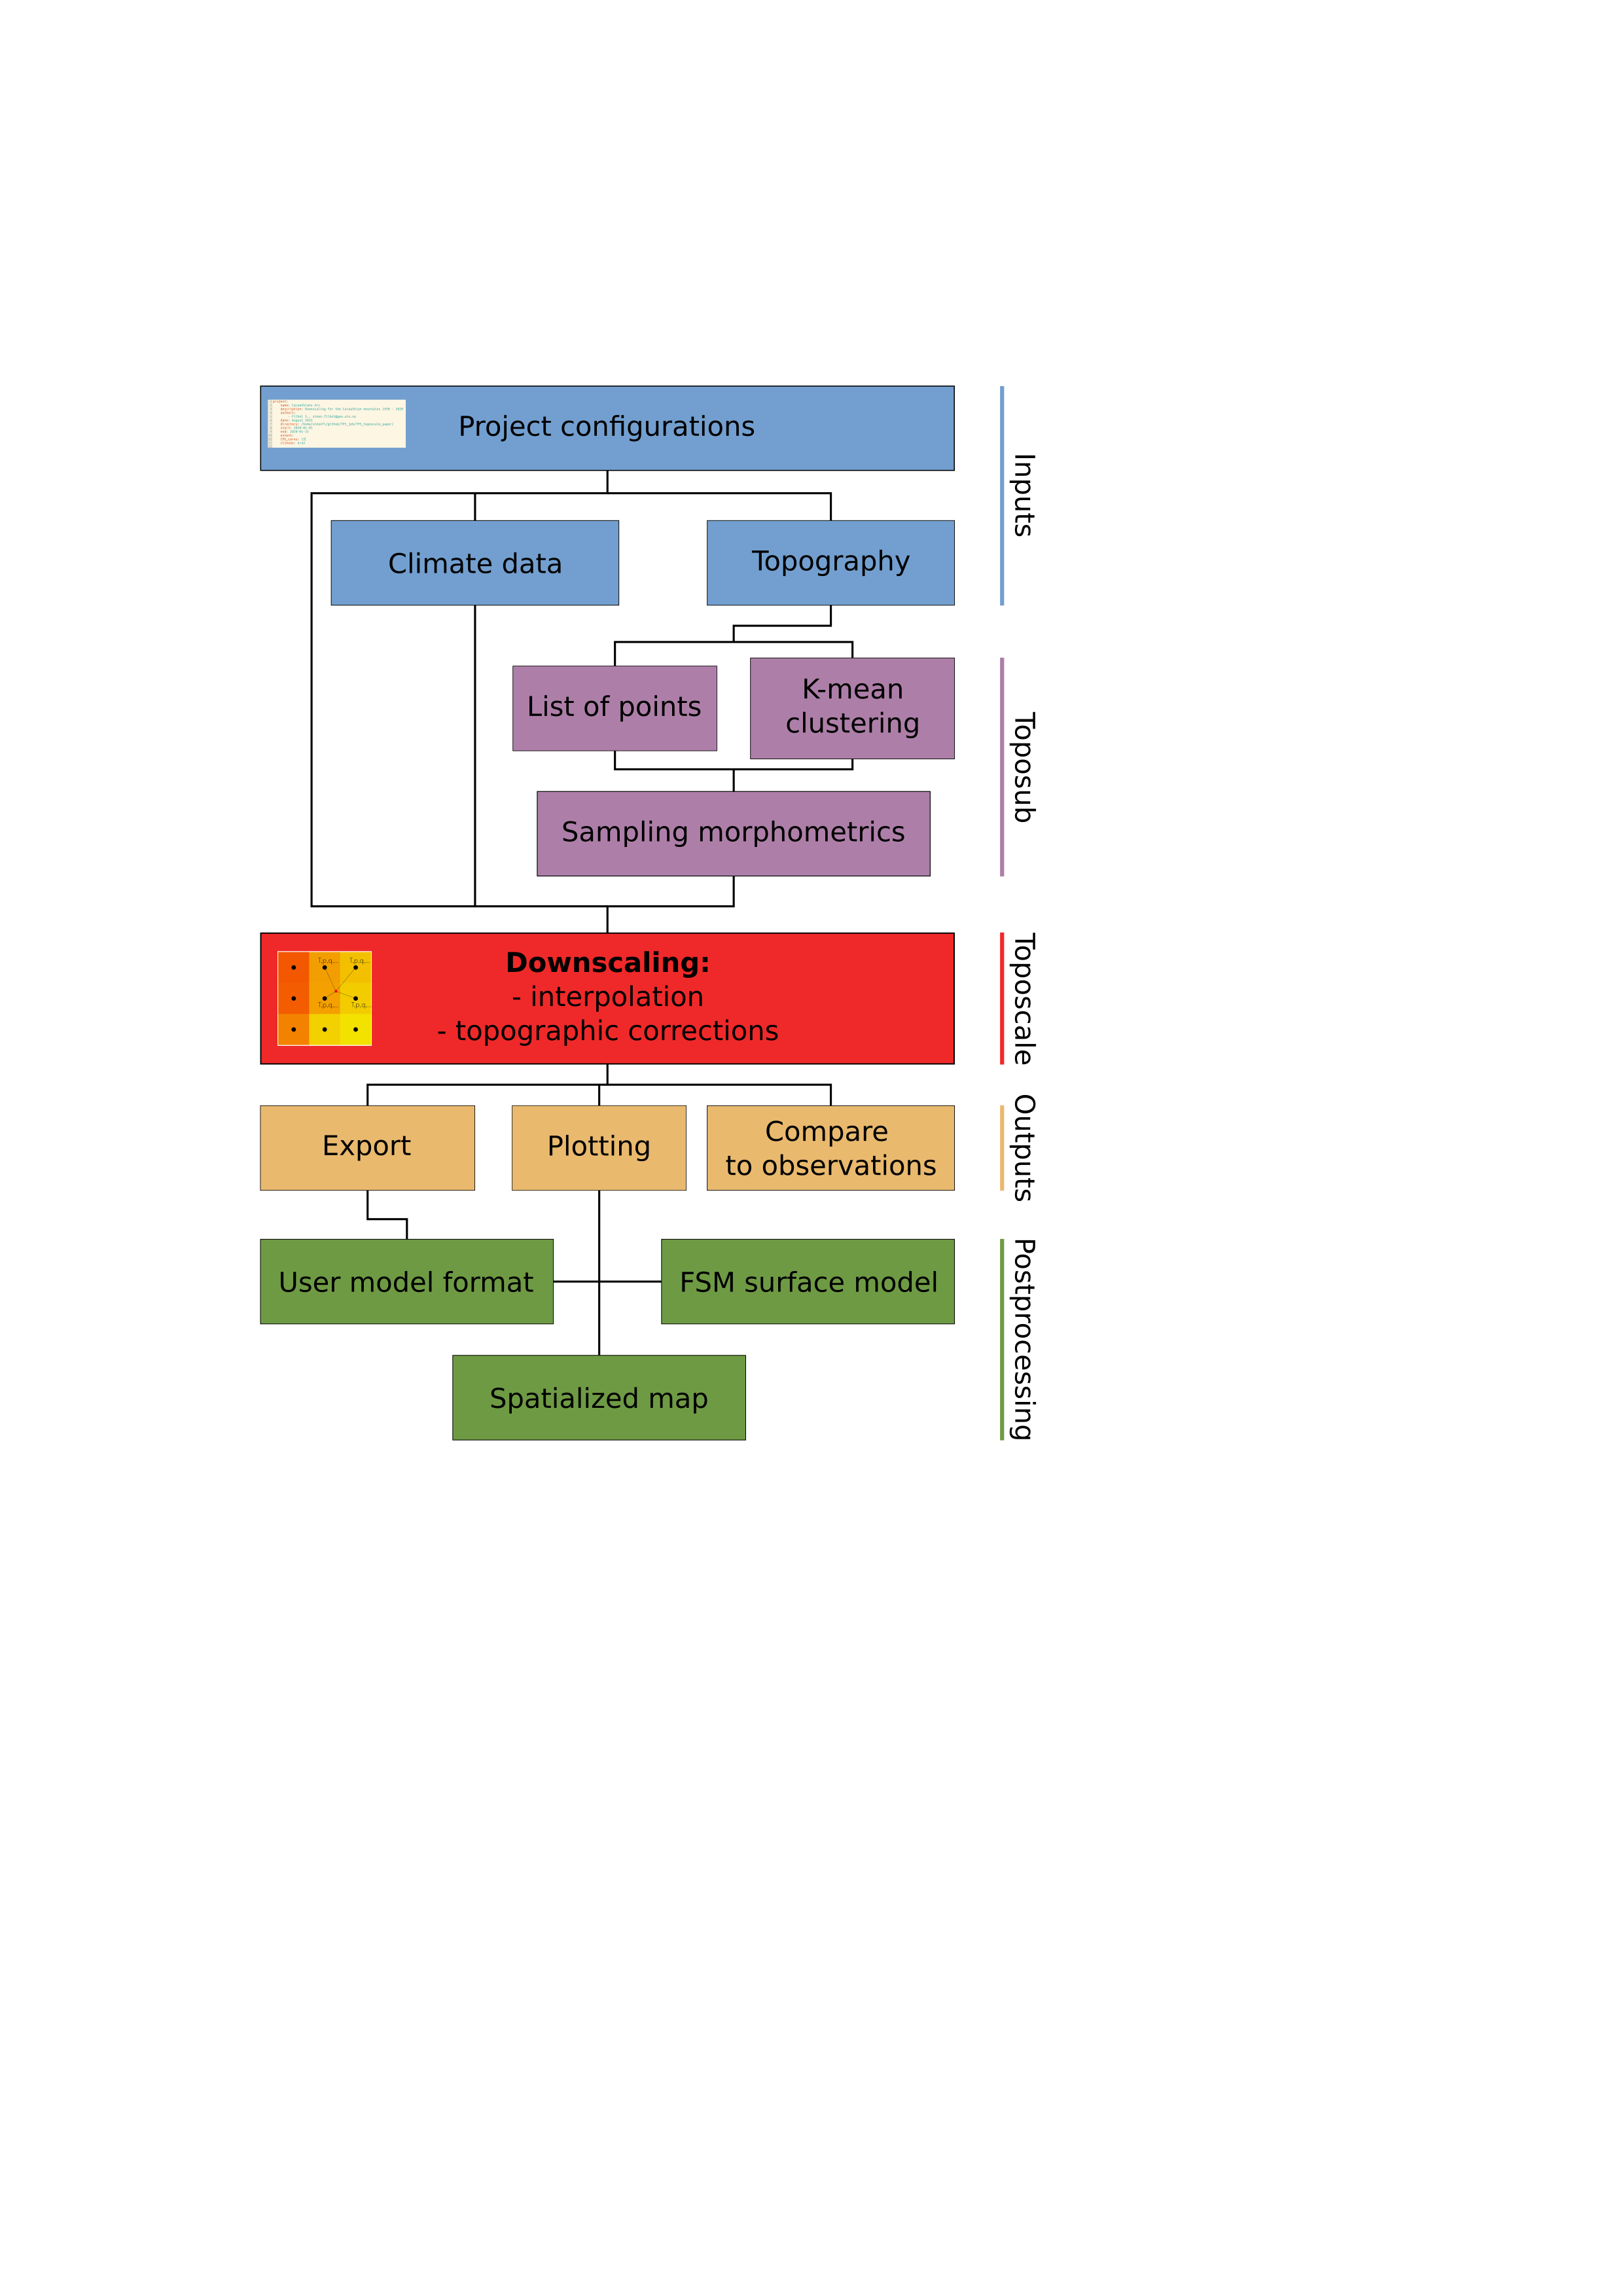 Project configurations
Inputs
Climate data
Topography
List of points
K-mean
clustering
Toposub
Sampling morphometrics
Downscaling:
- interpolation
- topographic corrections
T,p,q,...
T,p,q,...
T,p,q,...
T,p,q,...
Toposcale
Export
Plotting
Compare
to observations
Outputs
User model format
FSM surface model
Spatialized map
Postprocessing